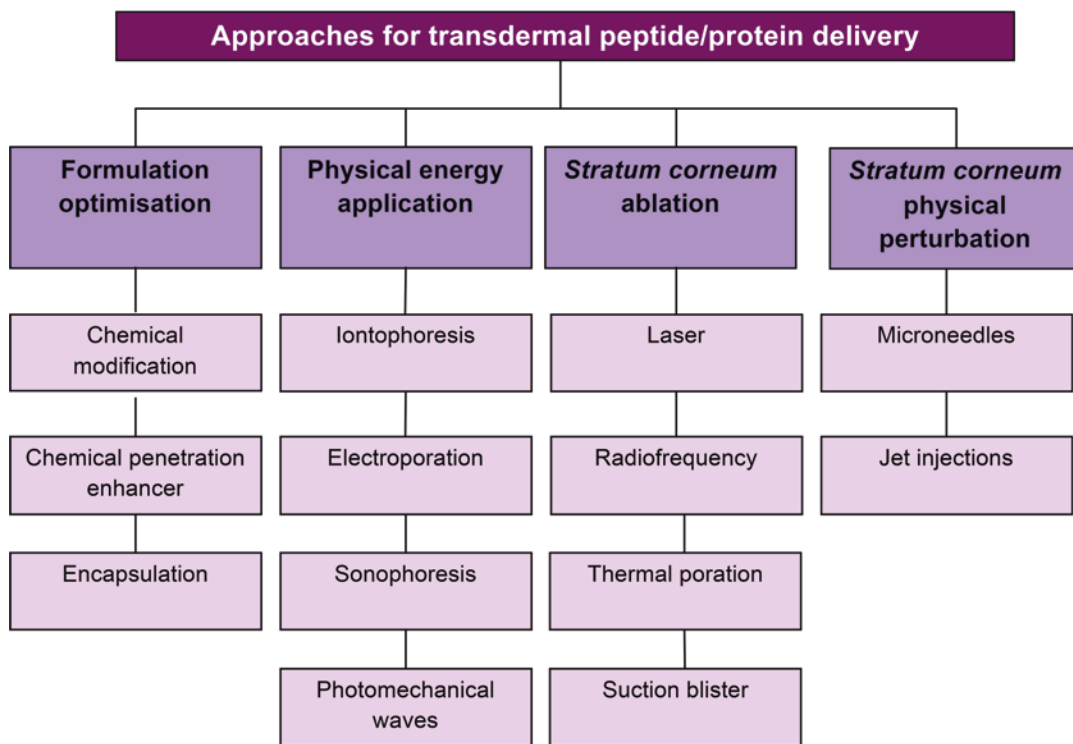 Approaches for transdermal peptide/protein delivery
Formulation
optimisation
Chemical
modification
Chemical penetration
enhancer
Encapsulation
Physical energy
application
Iontophoresis
Electroporation
Sonophoresis
Photomechanical
waves
Stratum corneum
ablation
Laser
Radiofrequency
Thermal poration
Suction blister
Stratum corneum
physical
perturbation
Microneedles
Jet injections